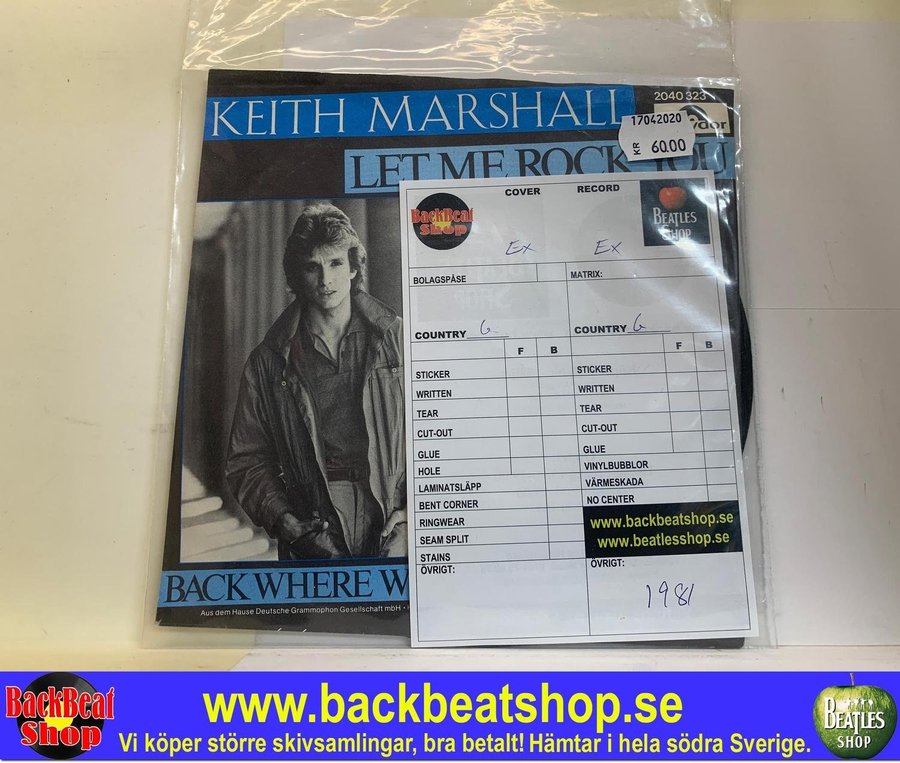 KEITH MARSHALL
2040 323
17042020
KR 60.00
LET ME ROCK YOU
BackBeat
Shop
COVER
RECORD
BEATLES
SHOP
Ex
Ex
BOLAGSPÅSE
MATRIX:
COUNTRY G
COUNTRY G
F B
F B
STICKER
STICKER
WRITTEN
WRITTEN
TEAR
TEAR
CUT-OUT
CUT-OUT
GLUE
GLUE
HOLE
VINYLBUBBLOR
LAMINATSLÄPP
VÄRMESKADA
BENT CORNER
NO CENTER
RINGWEAR
www.backbeatshop.se
SEAM SPLIT
www.beatlesshop.se
STAINS
ÖVRIGT:
ÖVRIGT:
1981
BACK WHERE W
Aus dem Hause Deutsche Grammophon Gesellschaft mbH
BackBeat
Shop
www.backbeatshop.se
Vi köper större skivsamlingar, bra betalt! Hämtar i hela södra Sverige.
BEATLES
SHOP